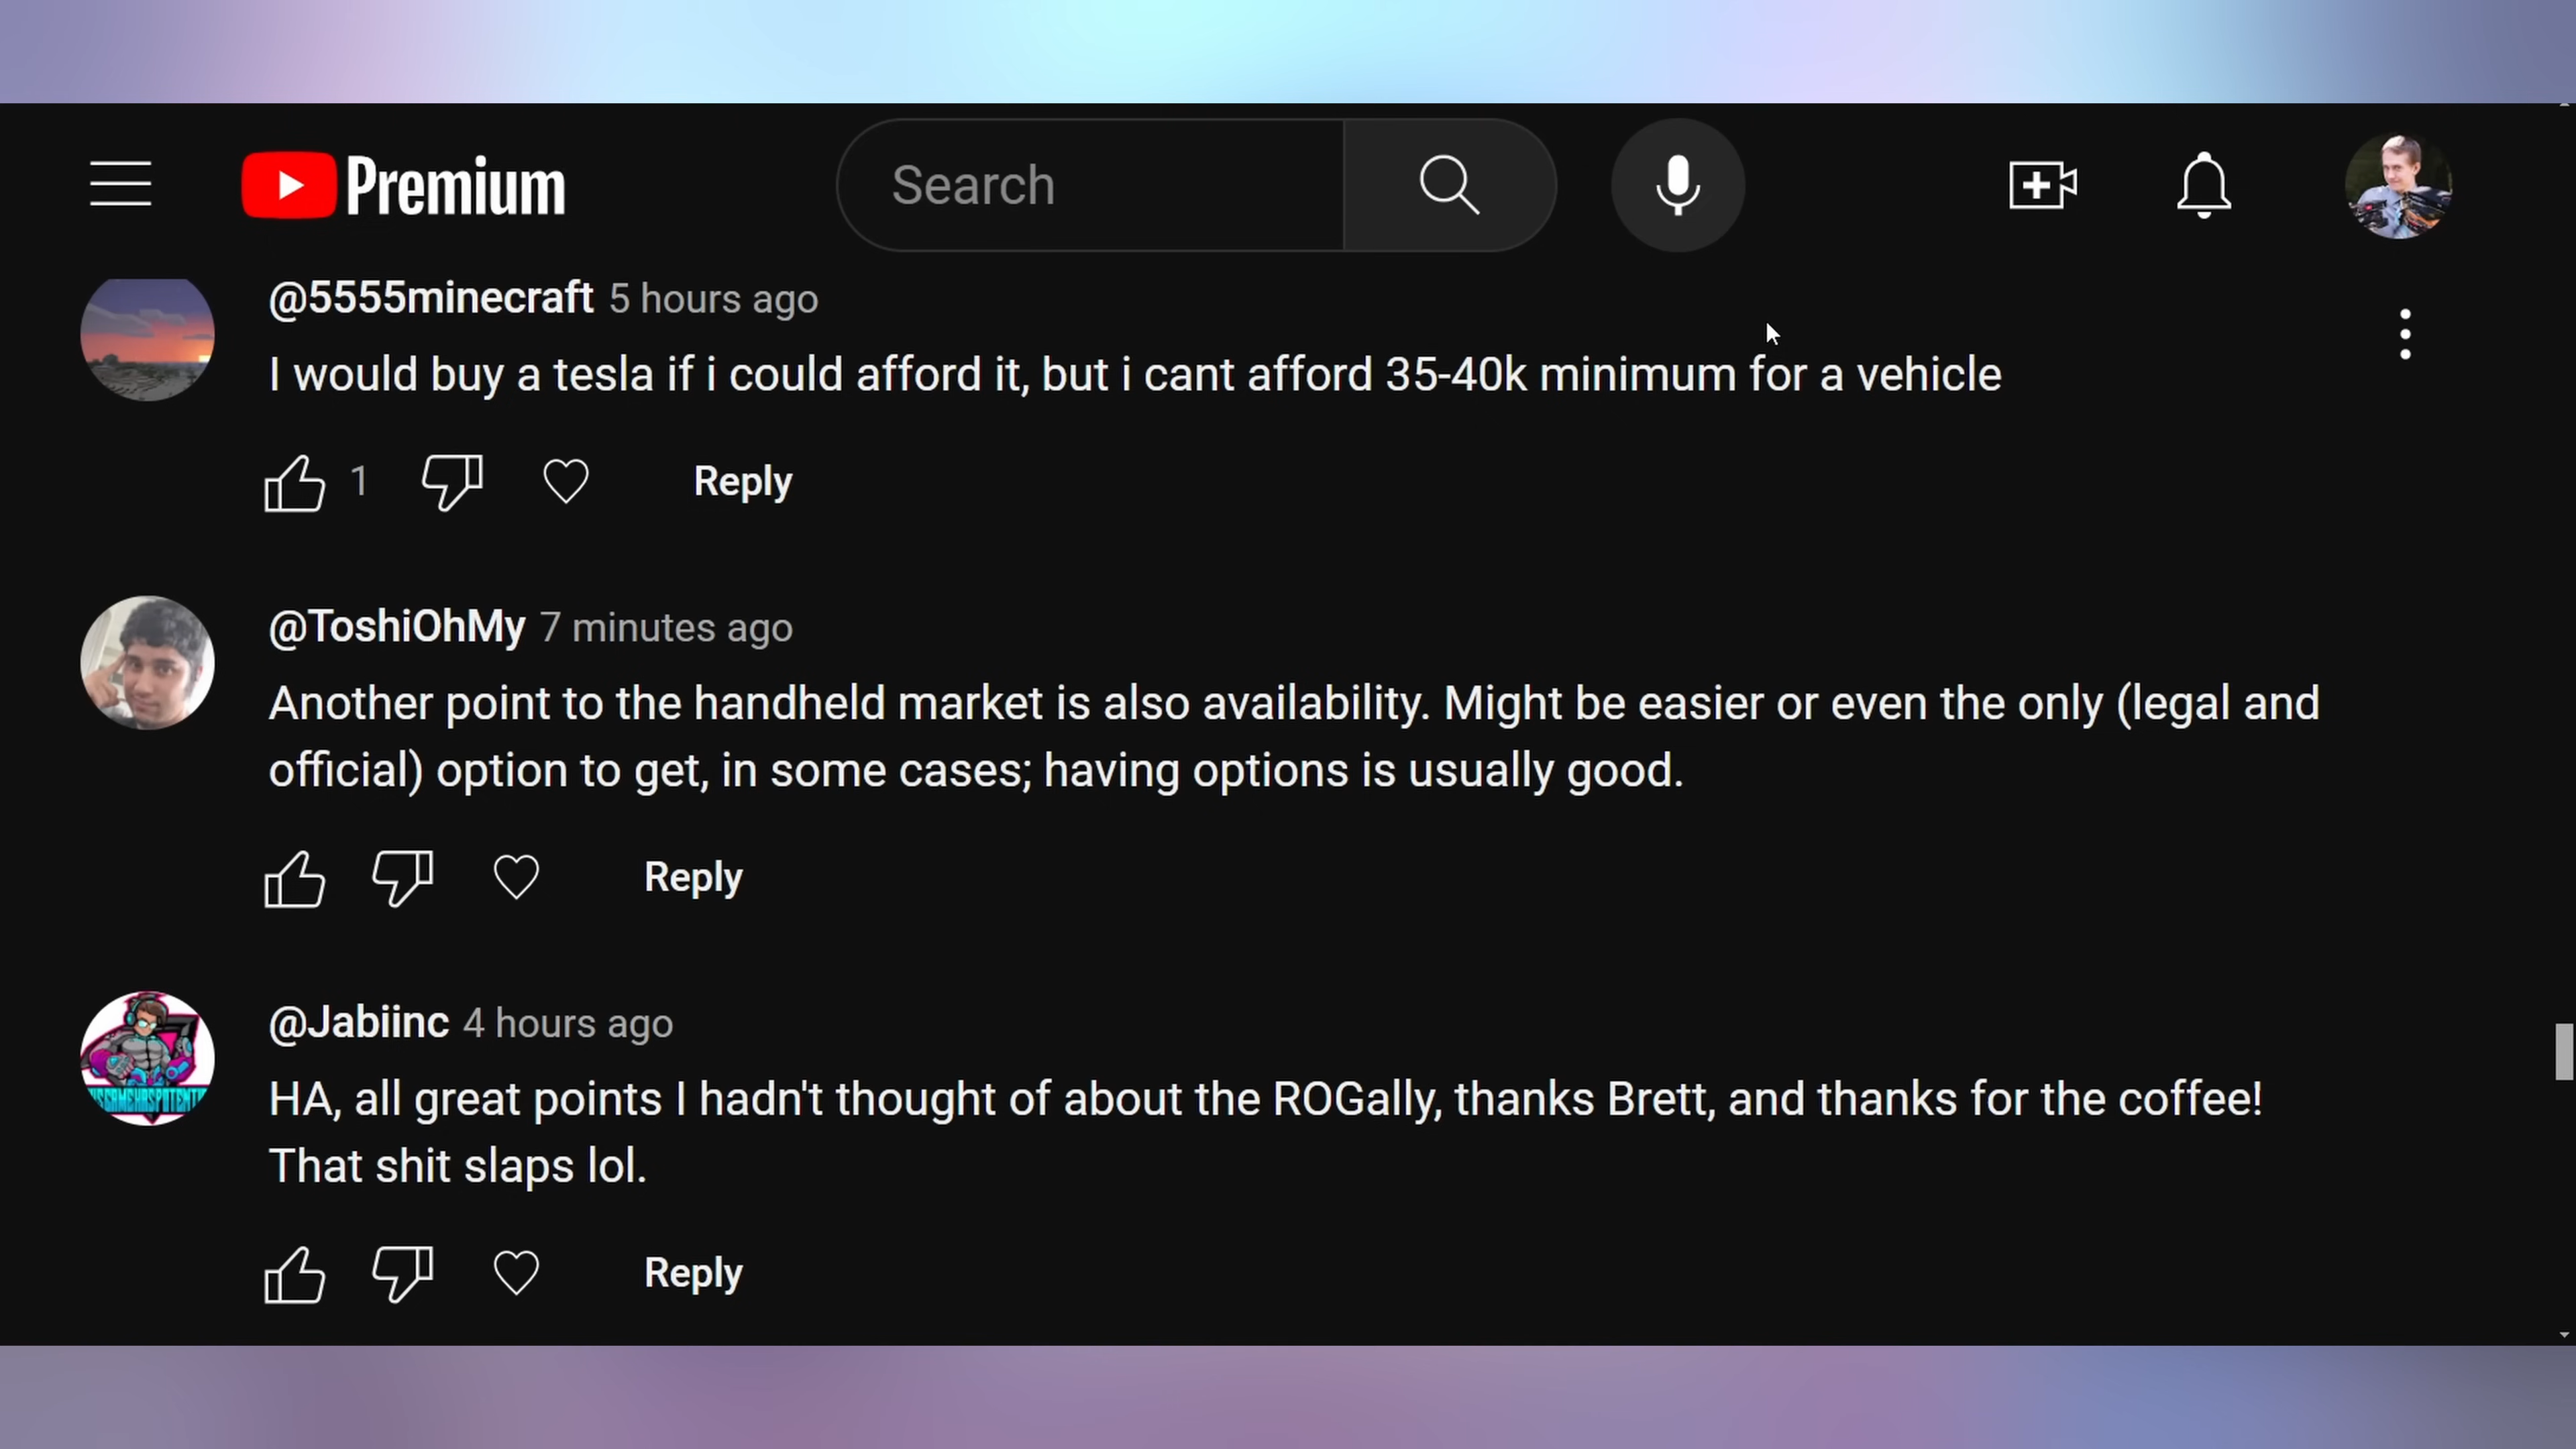 Premium
Search
@5555minecraft 5 hours ago
I would buy a tesla if i could afford it, but i cant afford 35-40k minimum for a vehicle
1
Reply
@ToshiOhMy 7 minutes ago
Another point to the handheld market is also availability. Might be easier or even the only (legal and
official) option to get, in some cases; having options is usually good.
Reply
@Jabiinc 4 hours ago
HA, all great points I hadn't thought of about the ROGally, thanks Brett, and thanks for the coffee!
That shit slaps lol.
Reply